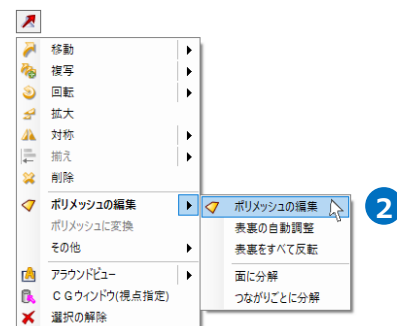 移動
複写
回転
拡大
対称
揃え
削除
ポリメッシュの編集
ポリメッシュに変換
その他
アラウンドビュー
ＣＧウィンドウ(視点指定)
選択の解除
ポリメッシュの編集
表裏の自動調整
表裏をすべて反転
面に分解
つながりごとに分解
2